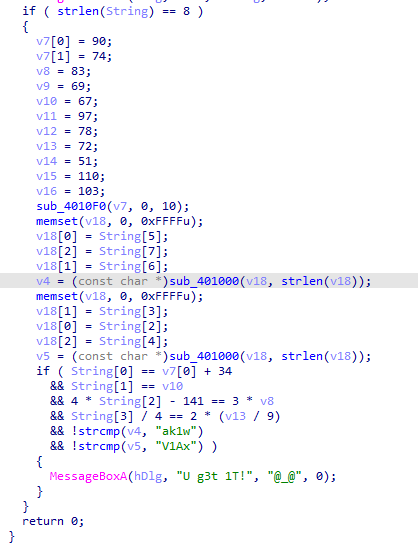 if ( strlen(String) == 8 )
{
v7[0] = 90;
v7[1] = 74;
v8 = 83;
v9 = 69;
v10 = 67;
v11 = 97;
v12 = 78;
v13 = 72;
v14 = 51;
v15 = 110;
v16 = 103;
sub_4010F0(v7, 0, 10);
memset(v18, 0, 0xFFFFu);
v18[0] = String[5];
v18[2] = String[7];
v18[1] = String[6];
v4 = (const char *)sub_401000(v18, strlen(v18));
memset(v18, 0, 0xFFFFu);
v18[1] = String[3];
v18[0] = String[2];
v18[2] = String[4];
v5 = (const char *)sub_401000(v18, strlen(v18));
if ( String[0] == v7[0] + 34
&& String[1] == v10
&& 4 * String[2] - 141 == 3 * v8
&& String[3] / 4 == 2 * (v13 / 9)
&& !strcmp(v4, "ak1w")
&& !strcmp(v5, "V1Ax") )
{
MessageBoxA(hDlg, "U g3t 1T!", "@_@", 0);
}
}
return 0;
}